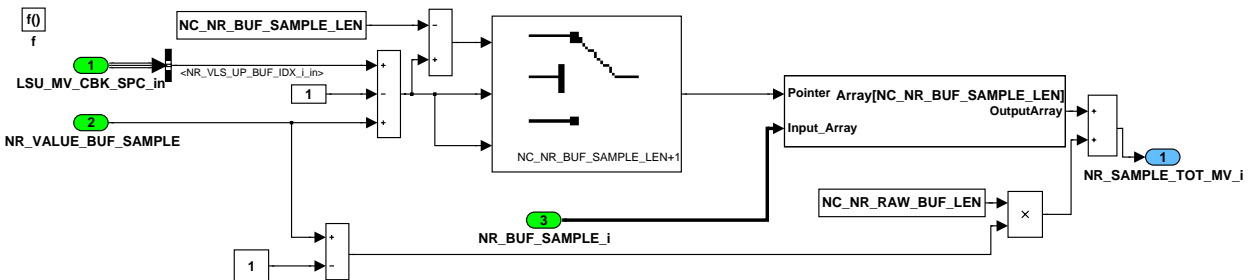 f()
f
NC_NR_BUF_SAMPLE_LEN
1
LSU_MV_CBK_SPC_in
<NR_VLS_UP_BUF_IDX_i_in>
1
2
NR_VALUE_BUF_SAMPLE
NC_NR_BUF_SAMPLE_LEN+1
Pointer
Array[NC_NR_BUF_SAMPLE_LEN]
OutputArray
Input_Array
1
NR_SAMPLE_TOT_MV_i
NC_NR_RAW_BUF_LEN
×
3
NR_BUF_SAMPLE_i
1